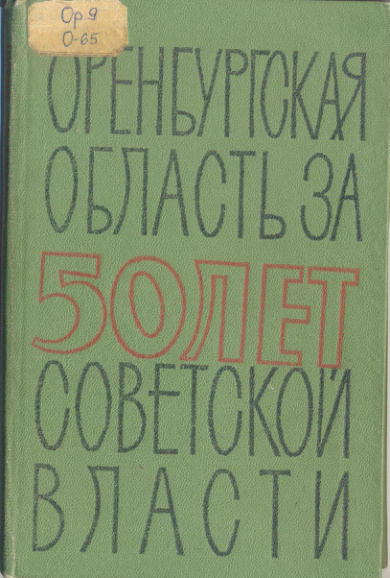 Ор 9
О-65
ОРЕНБУРГСКАЯ
ОБЛАСТЬ ЗА
50 ЛЕТ
СОВЕТСКОЙ
ВЛАСТИ